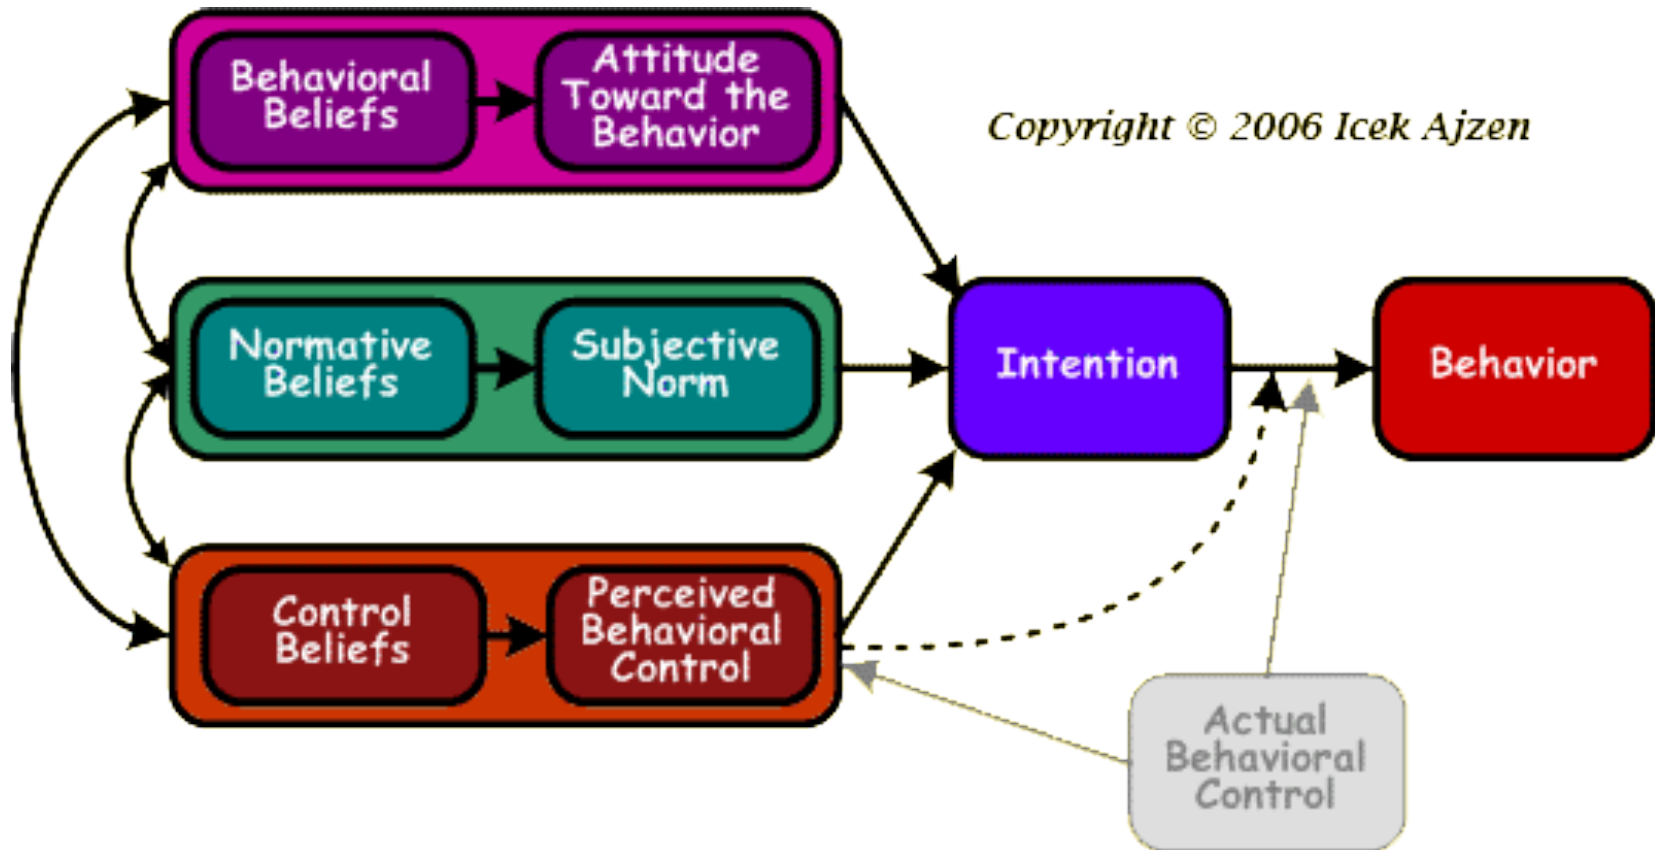 Behavioral
Beliefs
Attitude
Toward the
Behavior
Copyright © 2006 Icek Ajzen
Normative
Beliefs
Subjective
Norm
Intention
Behavior
Control
Beliefs
Perceived
Behavioral
Control
Actual
Behavioral
Control